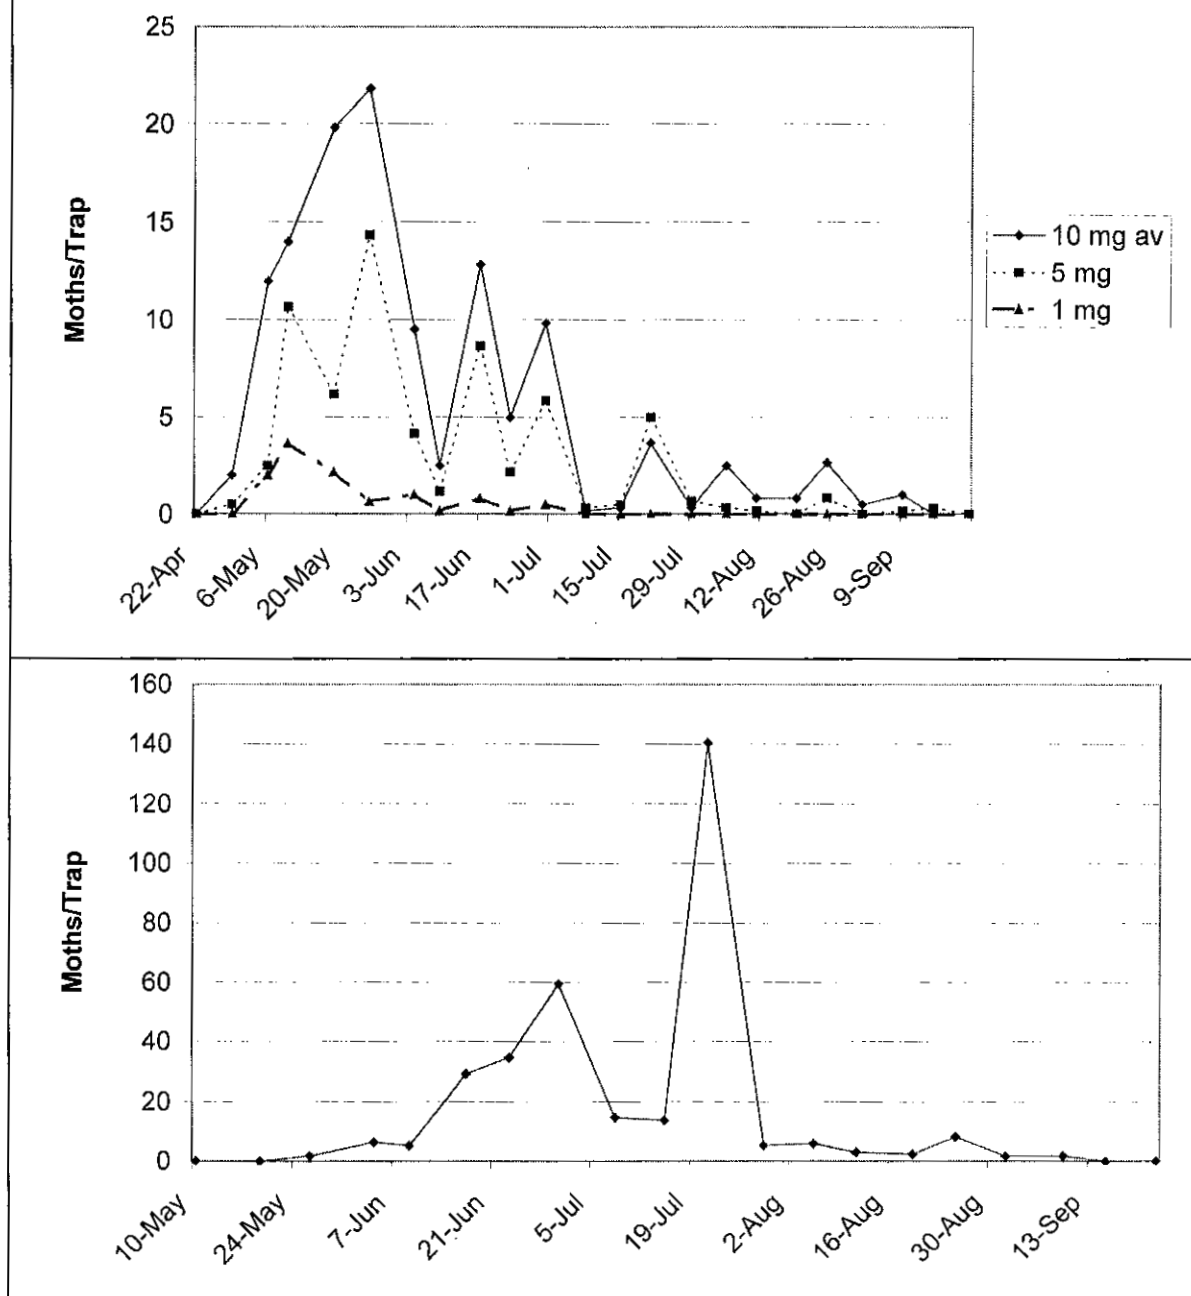 25
20
15
10
5
0
Moths/Trap
22-Apr
6-May
20-May
3-Jun
17-Jun
1-Jul
15-Jul
29-Jul
12-Aug
26-Aug
9-Sep
10 mg av
5 mg
1 mg
160
140
120
100
80
60
40
20
0
Moths/Trap
10-May
24-May
7-Jun
21-Jun
5-Jul
19-Jul
2-Aug
16-Aug
30-Aug
13-Sep